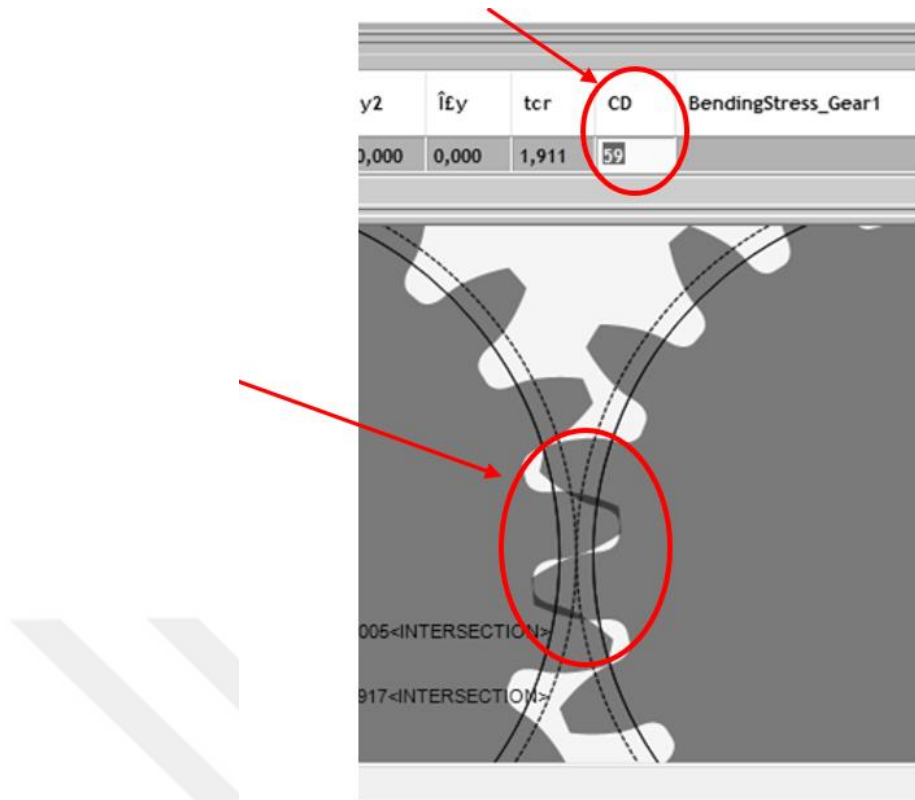 y2 Î£y tcr CD BendingStress_Gear1
0,000 0,000 1,911 59
005<INTERSECTION>
917<INTERSECTION>